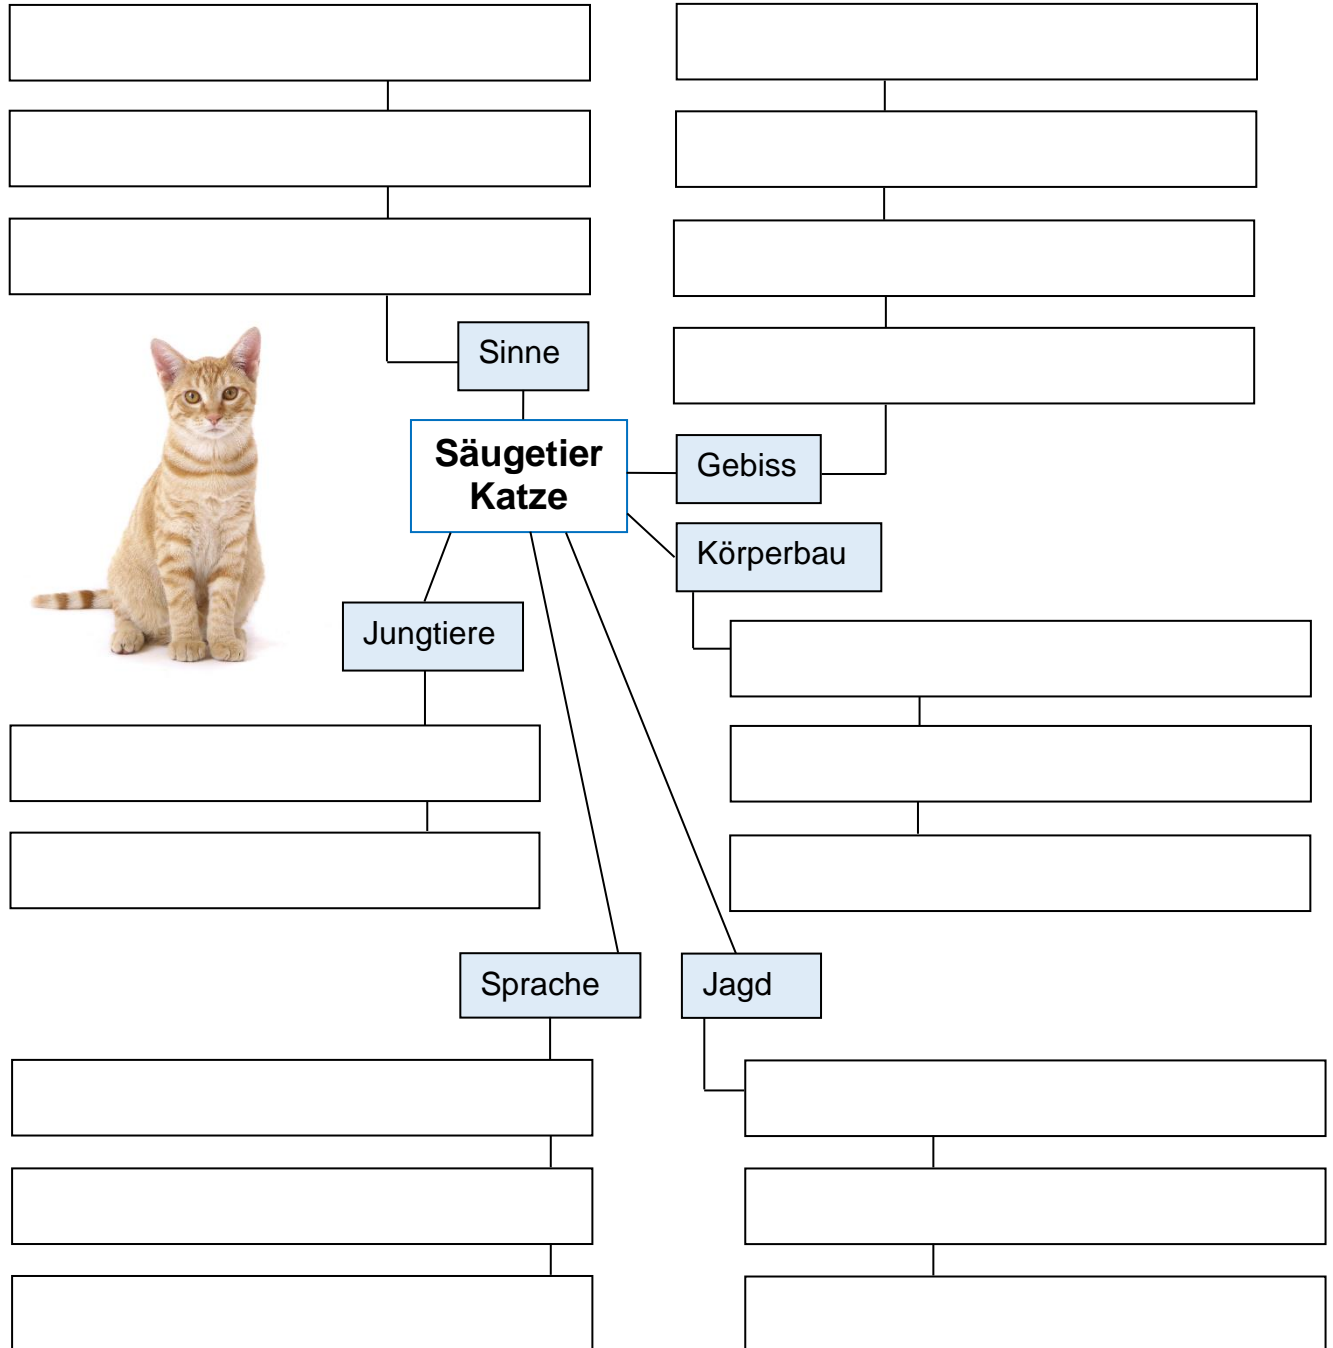 Sinne
Säugetier
Katze
Gebiss
Körperbau
Jungtiere
Sprache
Jagd